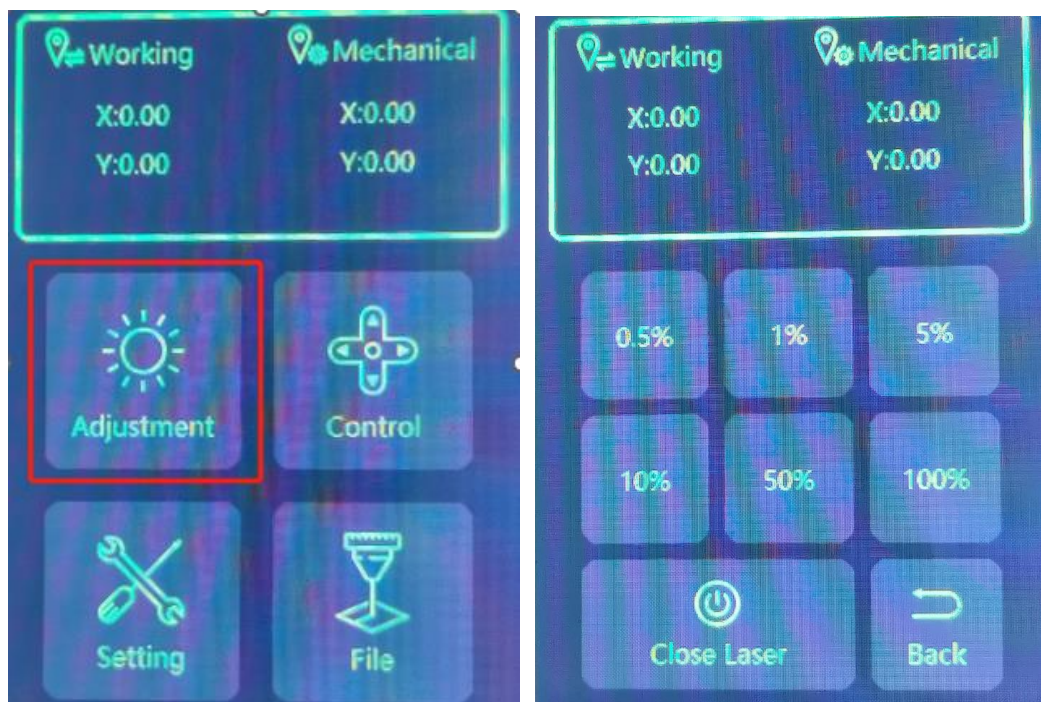 Working Mechanical
X:0.00 X:0.00
Y:0.00 Y:0.00
Adjustment Control
Setting File
Working Mechanical
X:0.00 X:0.00
Y:0.00 Y:0.00
0.5% 1% 5%
10% 50% 100%
Close Laser Back